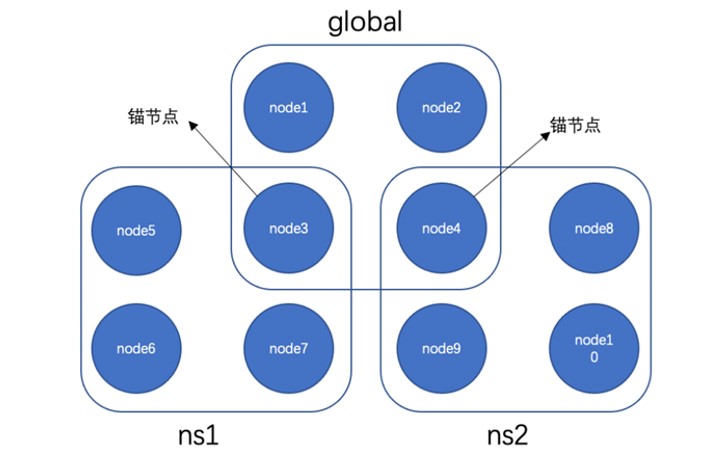 global
node1
node2
锚节点
锚节点
node5
node3
node4
node8
node6
node7
node9
node1
0
ns1
ns2